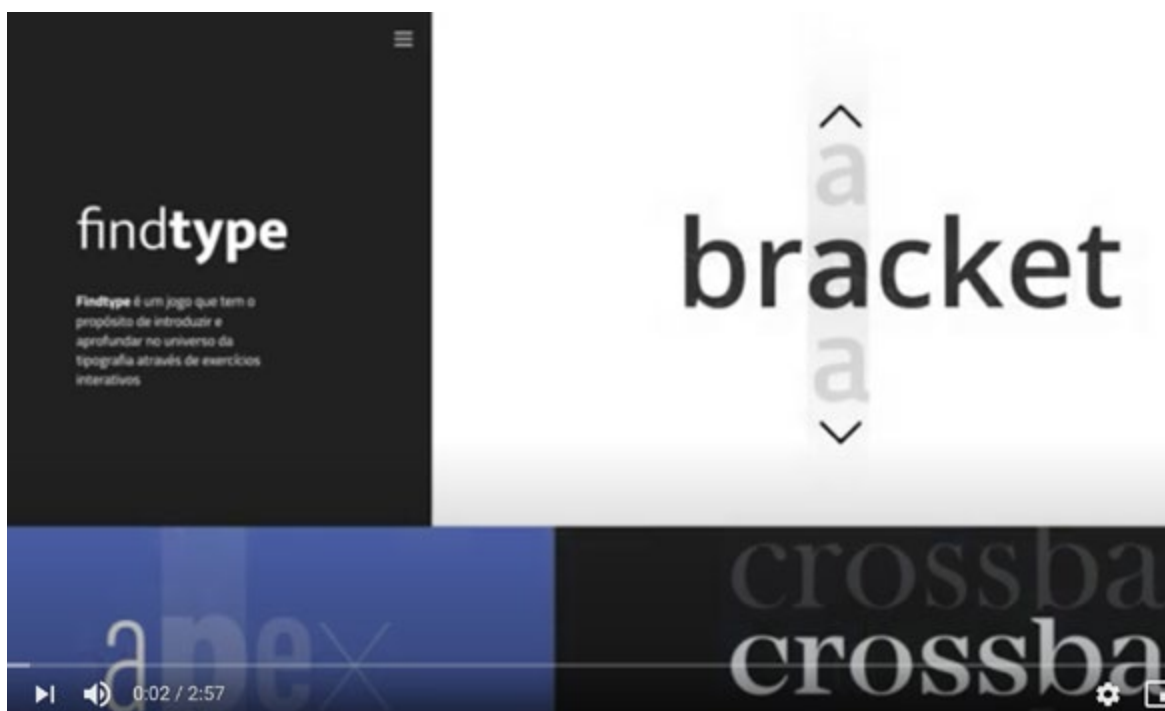 findtype
Findtype é um jogo que tem o
propósito de introduzir e
aprofundar no universo da
tipografia através de exercícios
interativos
a
bracket
a
apex
crossba
crossba
0:02 / 2:57